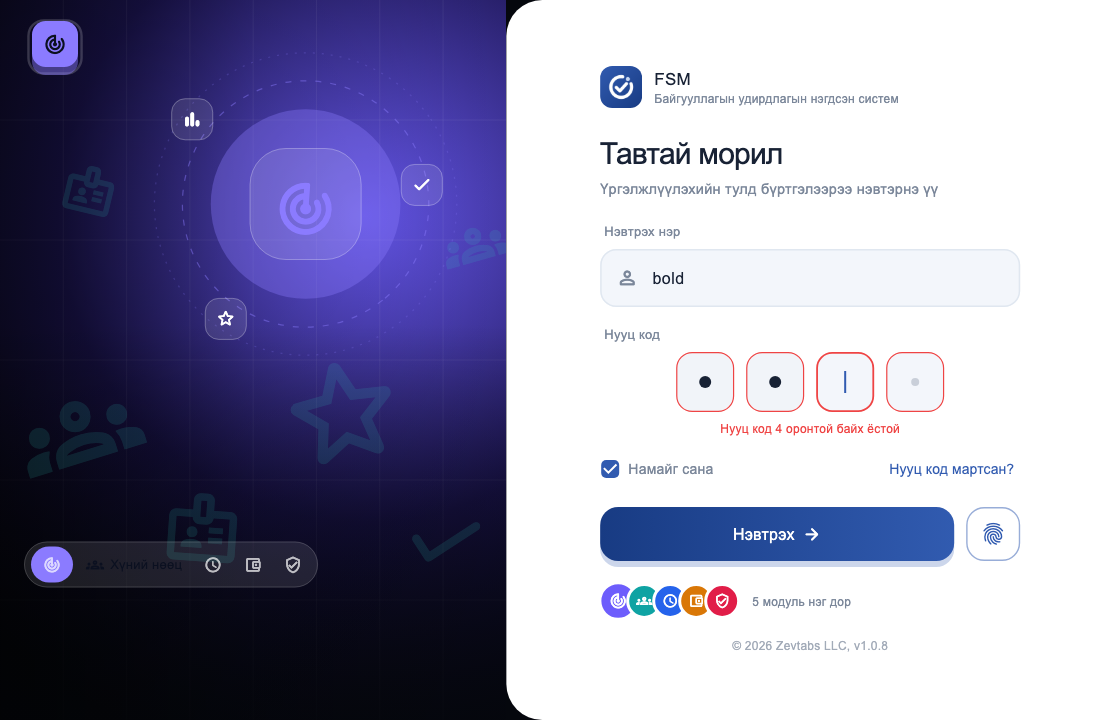 FSM
Байгууллагын удирдлагын нэгдсэн систем
Тавтай морил
Үргэлжлүүлэхийн тулд бүртгэлээрээ нэвтэрнэ үү
Нэвтрэх нэр
bold
Нууц код
Нууц код 4 оронтой байх ёстой
Намайг сана
Нууц код мартсан?
Нэвтрэх
5 модуль нэг дор
© 2026 Zevtabs LLC, v1.0.8
Хүний нөөц